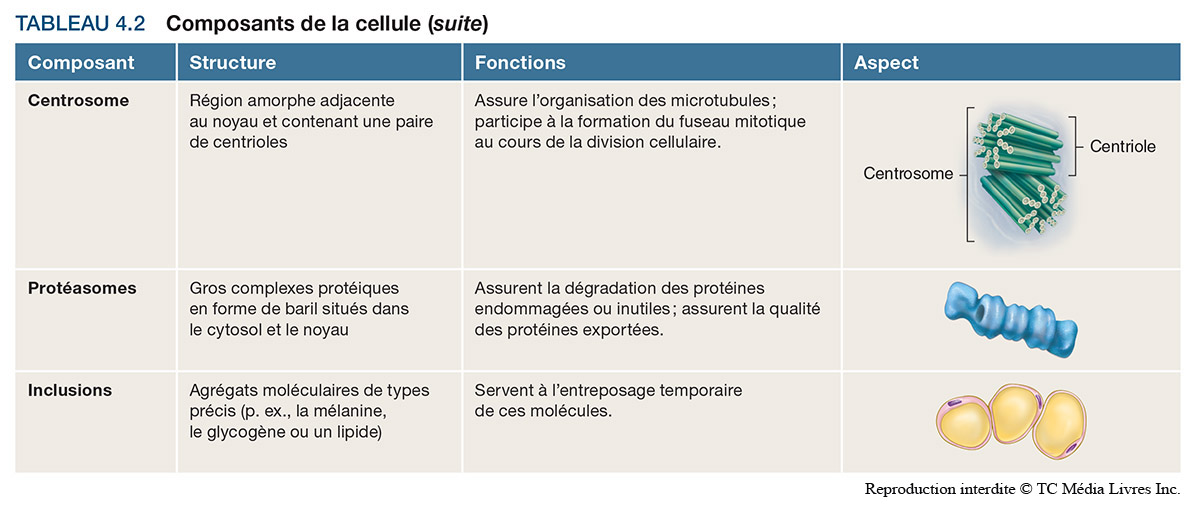 TABLEAU 4.2 Composants de la cellule (suite)
Composant
Structure
Fonctions
Aspect
Centrosome
Région amorphe adjacente
au noyau et contenant une paire
de centrioles
Assure l’organisation des microtubules ;
participe à la formation du fuseau mitotique
au cours de la division cellulaire.
Centrosome
Centriole
Protéasomes
Gros complexes protéiques
en forme de baril situés dans
le cytosol et le noyau
Assurent la dégradation des protéines
endommagées ou inutiles ; assurent la qualité
des protéines exportées.
Inclusions
Agrégats moléculaires de types
précis (p. ex., la mélanine,
le glycogène ou un lipide)
Servent à l’entreposage temporaire
de ces molécules.
Reproduction interdite © TC Média Livres Inc.